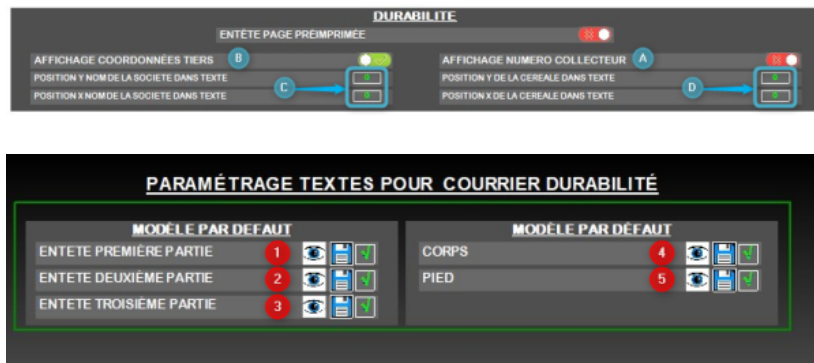 DURABILITE
ENTÊTE PAGE PRÉIMPRIMÉE
AFFICHAGE COORDONNÉES TIERS B
POSITION Y NOM DE LA SOCIETE DANS TEXTE
POSITION X NOM DE LA SOCIETE DANS TEXTE
C
AFFICHAGE NUMERO COLLECTEUR A
POSITION Y DE LA CEREALE DANS TEXTE
POSITION X DE LA CEREALE DANS TEXTE
D
PARAMÉTRAGE TEXTES POUR COURRIER DURABILITÉ
MODÈLE PAR DEFAUT
ENTETE PREMIÈRE PARTIE 1
ENTETE DEUXIÈME PARTIE 2
ENTETE TROISIÈME PARTIE 3
MODÈLE PAR DÉFAUT
CORPS 4
PIED 5